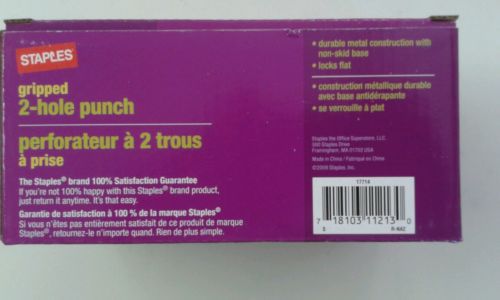 STAPLES
gripped
2-hole punch
perforateur à 2 trous
à prise
The Staples® brand 100% Satisfaction Guarantee
If you're not 100% happy with this Staples® brand product,
just return it anytime. It's that easy.
Garantie de satisfaction à 100 % de la marque Staples®
Si vous n'êtes pas entièrement satisfait de ce produit de marque
Staples®, retournez-le n'importe quand. Rien de plus simple.
• durable metal construction with
non-skid base
• locks flat
• construction métallique durable
avec base antidérapante
• se verrouille à plat
Staples the Office Superstore, LLC.
500 Staples Drive
Framingham, MA 01702 USA
Made in China / Fabriqué en Chine
Staples, Inc.
17714
7 18103 11213 0